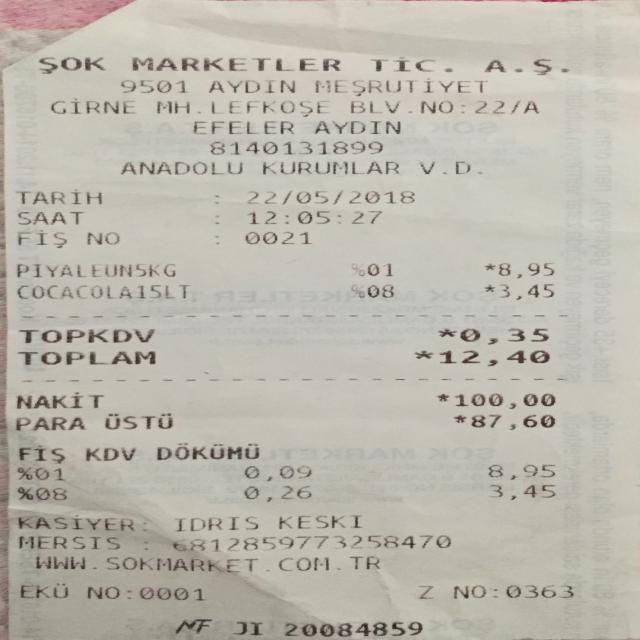 ŞOK MARKETLER TİC. A.Ş.
9501 AYDIN MEŞRUTİYET
GİRNE MH.LEFKOŞE BLV.NO:22/A
EFELER AYDIN
8140131899
ANADOLU KURUMLAR V.D.
TARİH : 22/05/2018
SAAT : 12:05:27
FİŞ NO : 0021
PİYALEUN5KG %01 *8,95
COCACOLA15LT %08 *3,45
TOPKDV *0,35
TOPLAM *12,40
NAKİT *100,00
PARA ÜSTÜ *87,60
FİŞ KDV DÖKÜMÜ
%01 0,09 8,95
%08 0,26 3,45
KASİYER: IDRIS KESKI
MERSIS : 6812859773258470
WWW.SOKMARKET.COM.TR
EKÜ NO:0001 Z NO:0363
MF JI 20084859